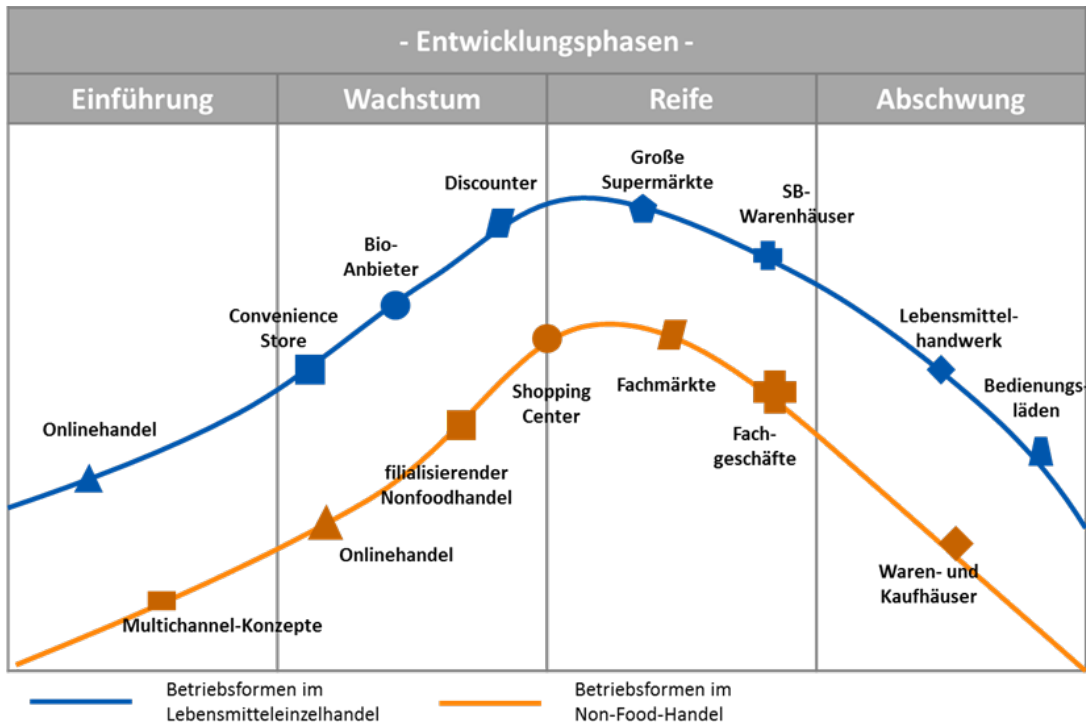 - Entwicklungsphasen -
Einführung
Wachstum
Reife
Abschwung
Große
Supermärkte
Discounter
SB-
Warenhäuser
Bio-
Anbieter
Convenience
Store
Lebensmittel-
handwerk
Bedienungs-
läden
Onlinehandel
Shopping
Center
Fachmärkte
Fach-
geschäfte
filialisierender
Nonfoodhandel
Onlinehandel
Waren- und
Kaufhäuser
Multichannel-Konzepte
Betriebsformen im
Lebensmitteleinzelhandel
Betriebsformen im
Non-Food-Handel